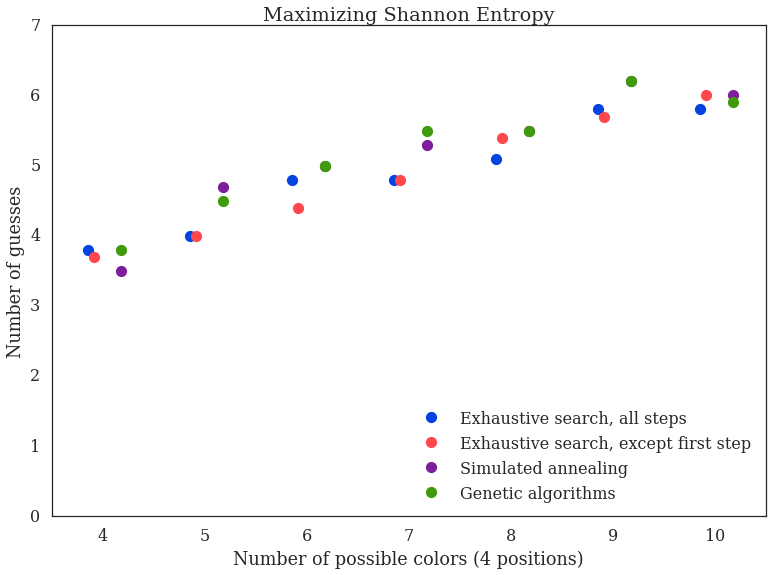 Maximizing Shannon Entropy
7
6
5
4
3
2
1
0
Number of guesses
Exhaustive search, all steps
Exhaustive search, except first step
Simulated annealing
Genetic algorithms
4 5 6 7 8 9 10
Number of possible colors (4 positions)